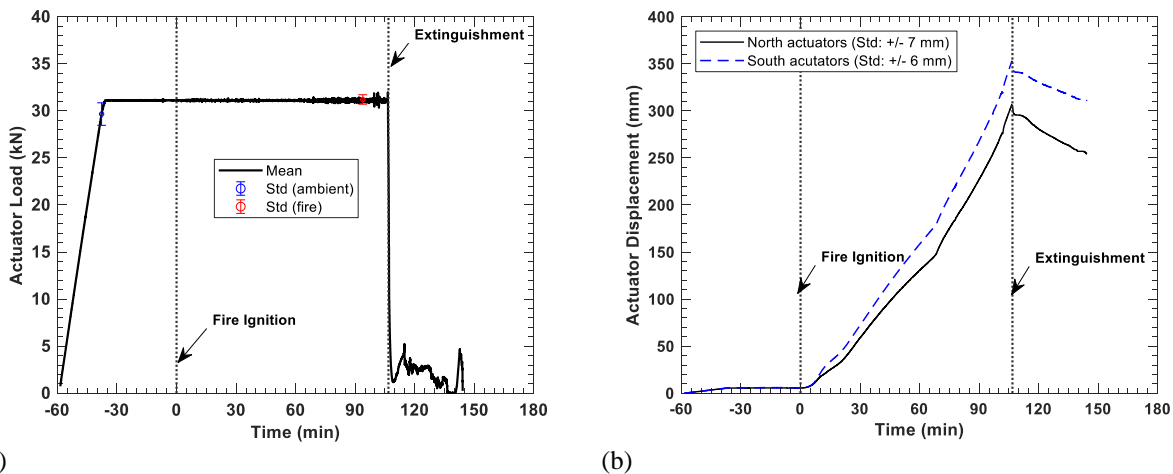 40
35
30
25
20
15
10
5
0
Actuator Load (kN)
Extinguishment
Mean
Std (ambient)
Std (fire)
Fire Ignition
-60 -30 0 30 60 90 120 150 180
Time (min)
)
400
350
300
250
200
150
100
50
0
Actuator Displacement (mm)
North actuators (Std: +/- 7 mm)
South acutators (Std: +/- 6 mm)
Fire Ignition
Extinguishment
-60 -30 0 30 60 90 120 150 180
Time (min)
(b)